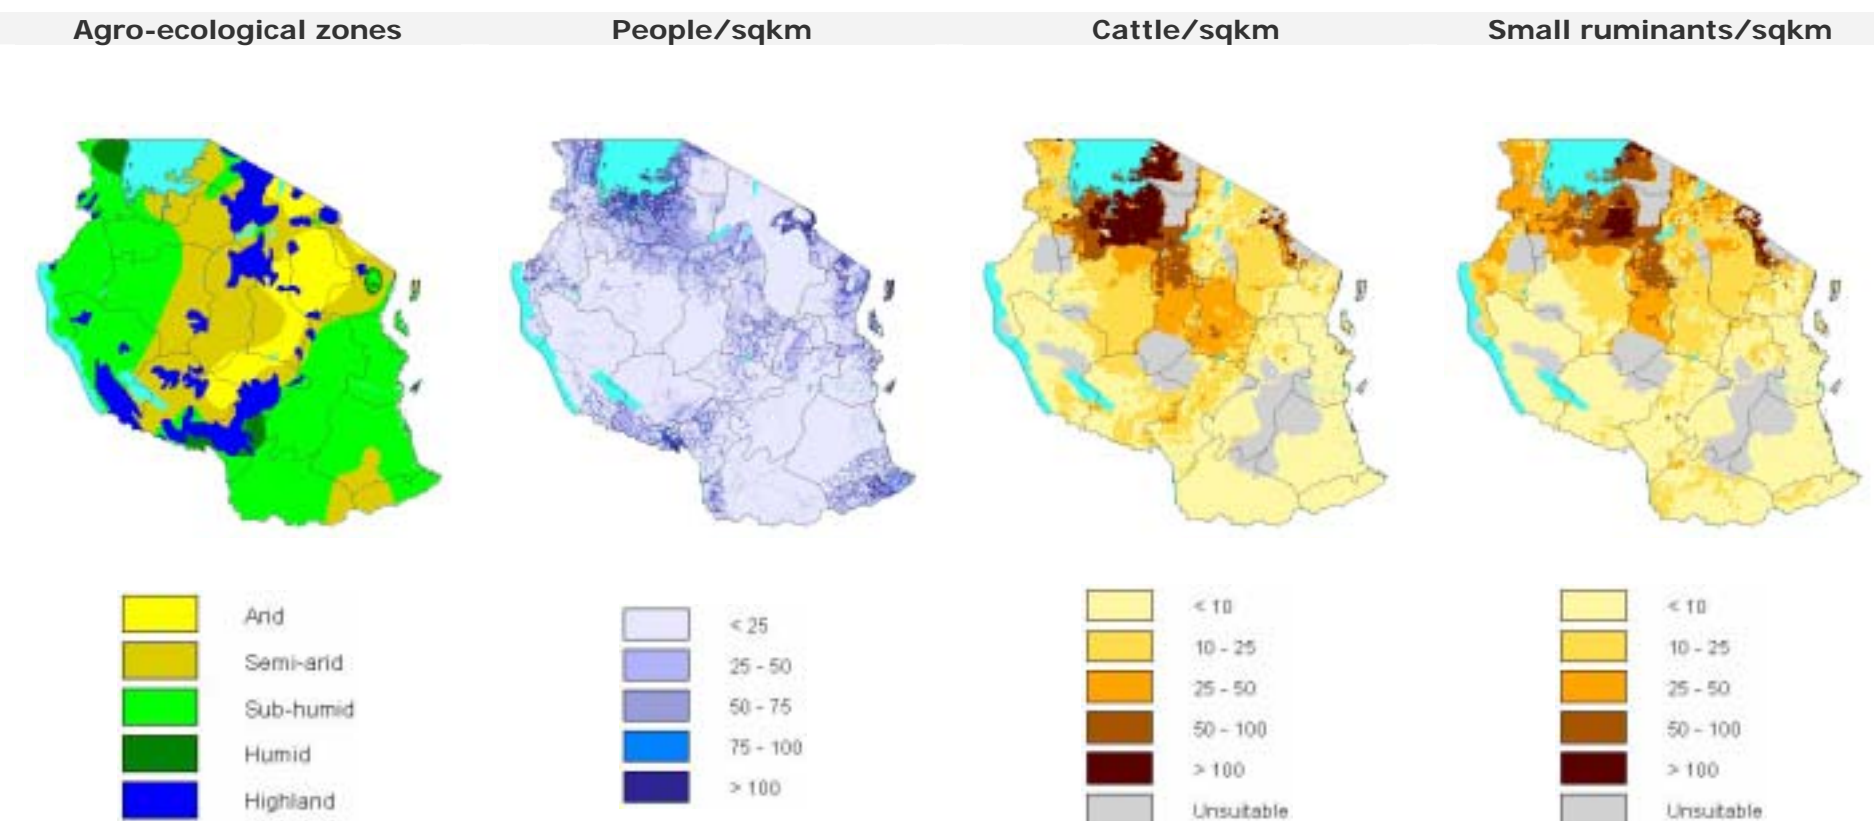 Agro-ecological zones
People/sqkm
Cattle/sqkm
Small ruminants/sqkm
Arid
Semi-arid
Sub-humid
Humid
Highland
< 25
25 - 50
50 - 75
75 - 100
> 100
< 10
10 - 25
25 - 50
50 - 100
> 100
Unsuitable
< 10
10 - 25
25 - 50
50 - 100
> 100
Unsuitable